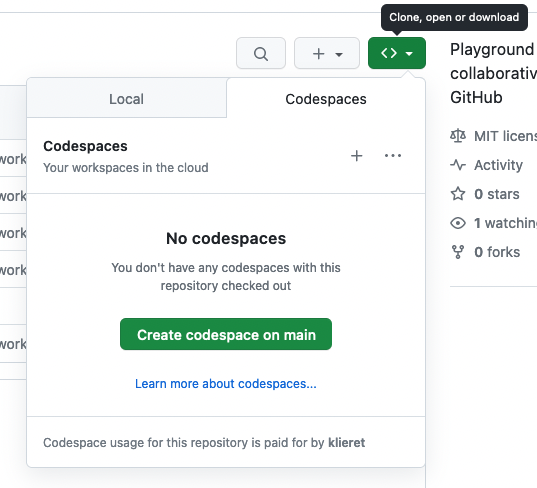 Clone, open or download
Playground
collaborativ
GitHub
Local
Codespaces
Codespaces
Your workspaces in the cloud
No codespaces
You don't have any codespaces with this
repository checked out
Create codespace on main
Learn more about codespaces...
Codespace usage for this repository is paid for by klieret
work
work
work
work
work
MIT licens
Activity
0 stars
1 watching
0 forks